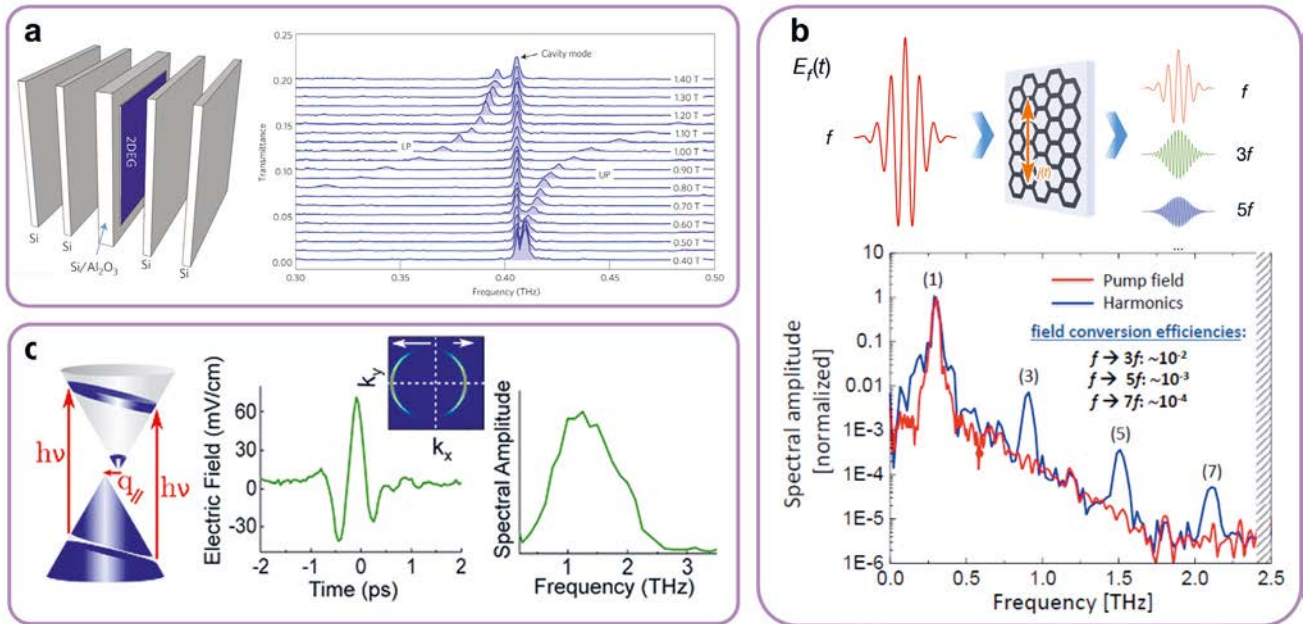 a
2DEG
Si
Si
Si/Al₂O₃
Si
Si
Transmittance
0.25
0.20
0.15
0.10
0.05
0.00
Cavity mode
LP
UP
1.40 T
1.30 T
1.20 T
1.10 T
1.00 T
0.90 T
0.80 T
0.70 T
0.60 T
0.50 T
0.40 T
0.30
0.35
0.40
0.45
0.50
Frequency (THz)
b
E_f(t)
f
j(t)
f
3f
5f
...
Spectral amplitude
[normalized]
10
1
0.1
0.01
1E-3
1E-4
1E-5
1E-6
(1)
(3)
(5)
(7)
Pump field
Harmonics
field conversion efficiencies:
f → 3f: ~10⁻²
f → 5f: ~10⁻³
f → 7f: ~10⁻⁴
0.0
0.5
1.0
1.5
2.0
2.5
Frequency [THz]
c
hν
hν
q//
Electric Field (mV/cm)
60
30
0
-30
-2
-1
0
1
2
Time (ps)
k_y
k_x
Spectral Amplitude
1
2
3
Frequency (THz)